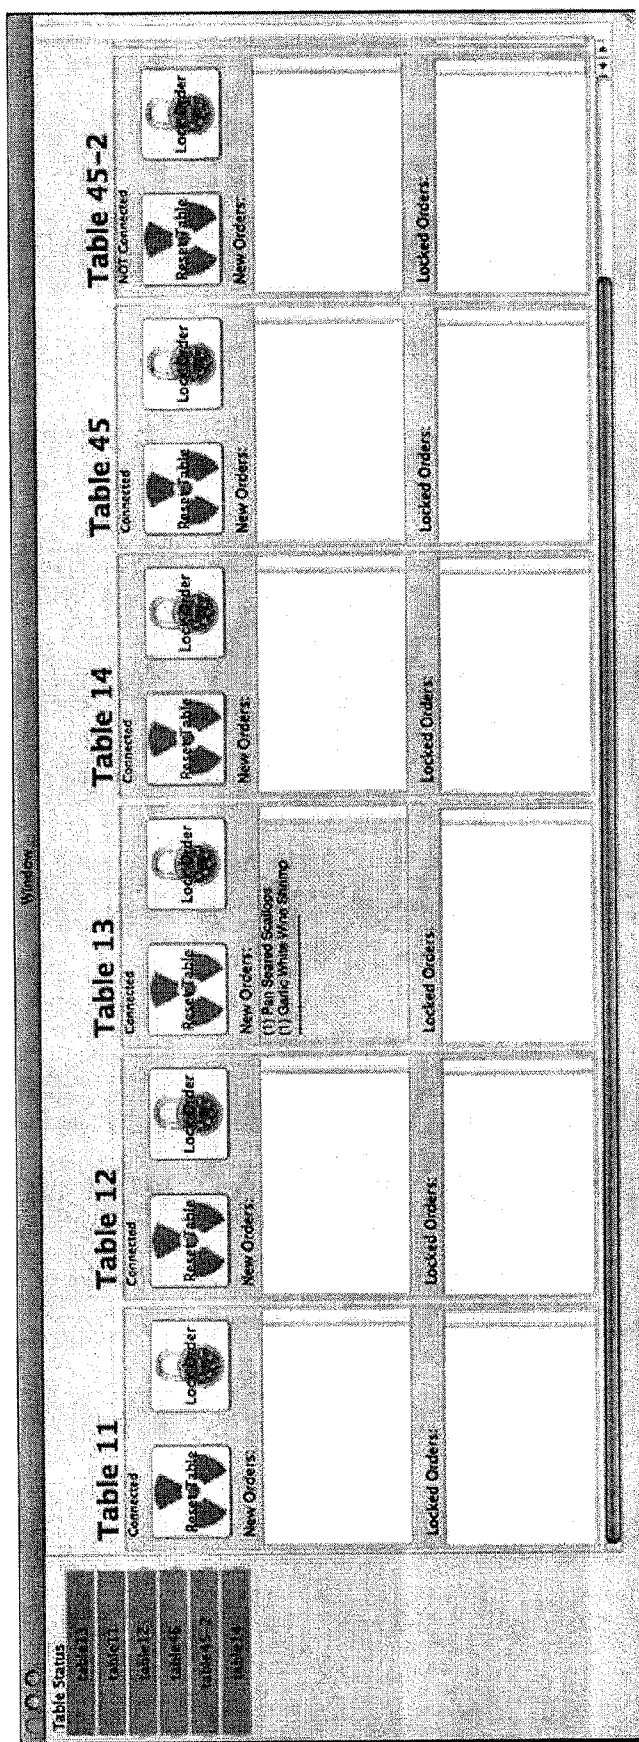 Window
Table Status
table13
table11
table12
table45
table45-2
table14
Table 11
Connected
Reset Table
Lock Order
New Orders:
Locked Orders:
Table 12
Connected
Reset Table
Lock Order
New Orders:
Locked Orders:
Table 13
Connected
Reset Table
Lock Order
New Orders:
(1) Pan Seared Scallops
(1) Garlic White Wine Shrimp
Locked Orders:
Table 14
Connected
Reset Table
Lock Order
New Orders:
Locked Orders:
Table 45
Connected
Reset Table
Lock Order
New Orders:
Locked Orders:
Table 45-2
NOT Connected
Reset Table
Lock Order
New Orders:
Locked Orders: